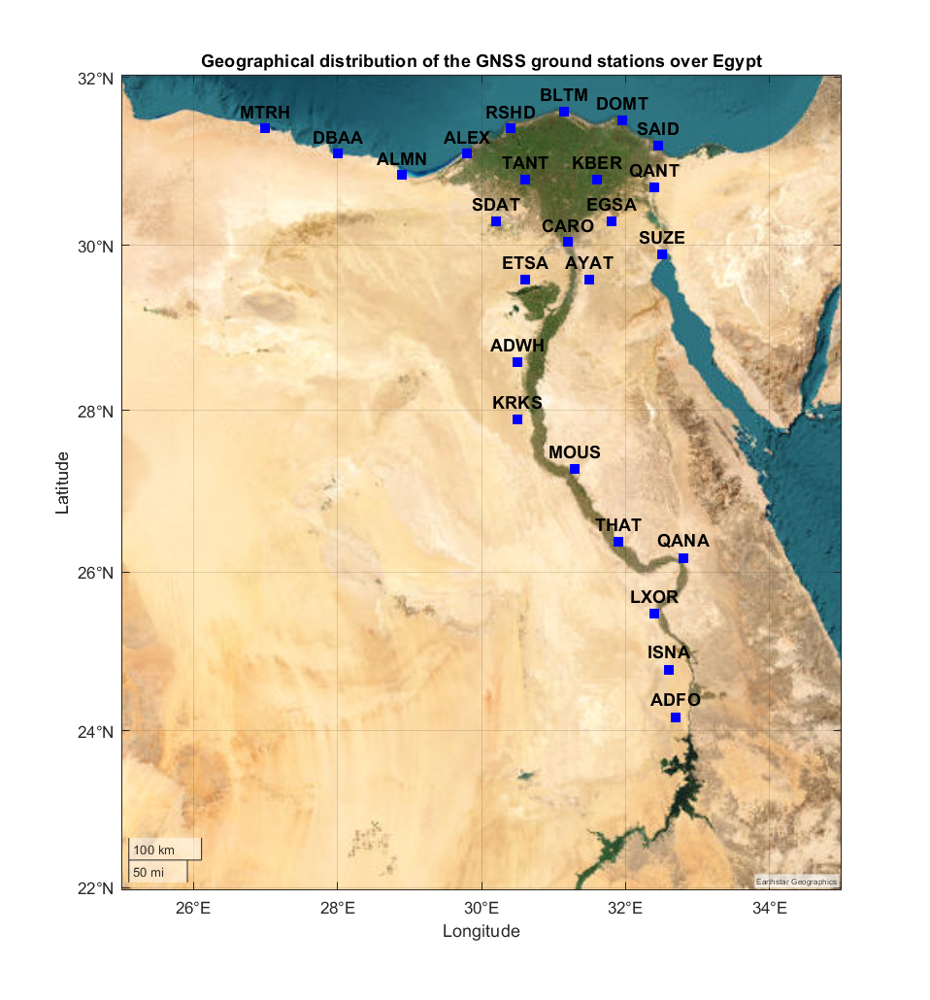 Geographical distribution of the GNSS ground stations over Egypt
32°N
BLTM
DOMT
MTRH
RSHD
SAID
DBAA
ALEX
ALMN
TANT
KBER
QANT
SDAT
EGSA
CARO
SUZE
30°N
ETSA
AYAT
ADWH
KRKS
28°N
MOUS
Latitude
THAT
QANA
26°N
LXOR
ISNA
ADFO
24°N
100 km
50 mi
Earthstar Geographics
22°N
26°E
28°E
30°E
32°E
34°E
Longitude